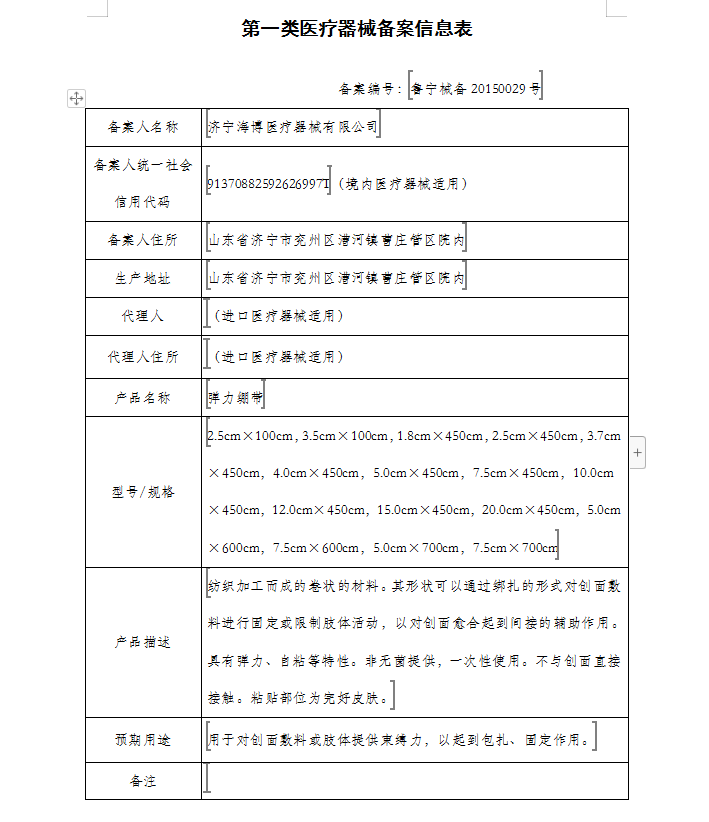 第一类医疗器械备案信息表
备案编号：鲁宁械备 20150029 号
备案人名称
济宁海博医疗器械有限公司
备案人统一社会
信用代码
9137088259262699​7T（境内医疗器械适用）
备案人住所
山东省济宁市兖州区漕河镇曹庄管区院内
生产地址
山东省济宁市兖州区漕河镇曹庄管区院内
代理人
（进口医疗器械适用）
代理人住所
（进口医疗器械适用）
产品名称
弹力绷带
型号/规格
2.5cm×100cm，3.5cm×100cm，1.8cm×450cm，2.5cm×450cm，3.7cm
×450cm，4.0cm×450cm，5.0cm×450cm，7.5cm×450cm，10.0cm
×450cm，12.0cm×450cm，15.0cm×450cm，20.0cm×450cm，5.0cm
×600cm，7.5cm×600cm，5.0cm×700cm，7.5cm×700cm
产品描述
纺织加工而成的卷状的材料。其形状可以通过绑扎的形式对创面敷
料进行固定或限制肢体活动，以对创面愈合起到间接的辅助作用。
具有弹力、自粘等特性。非无菌提供，一次性使用。不与创面直接
接触。粘贴部位为完好皮肤。
预期用途
用于对创面敷料或肢体提供束缚力，以起到包扎、固定作用。
备注